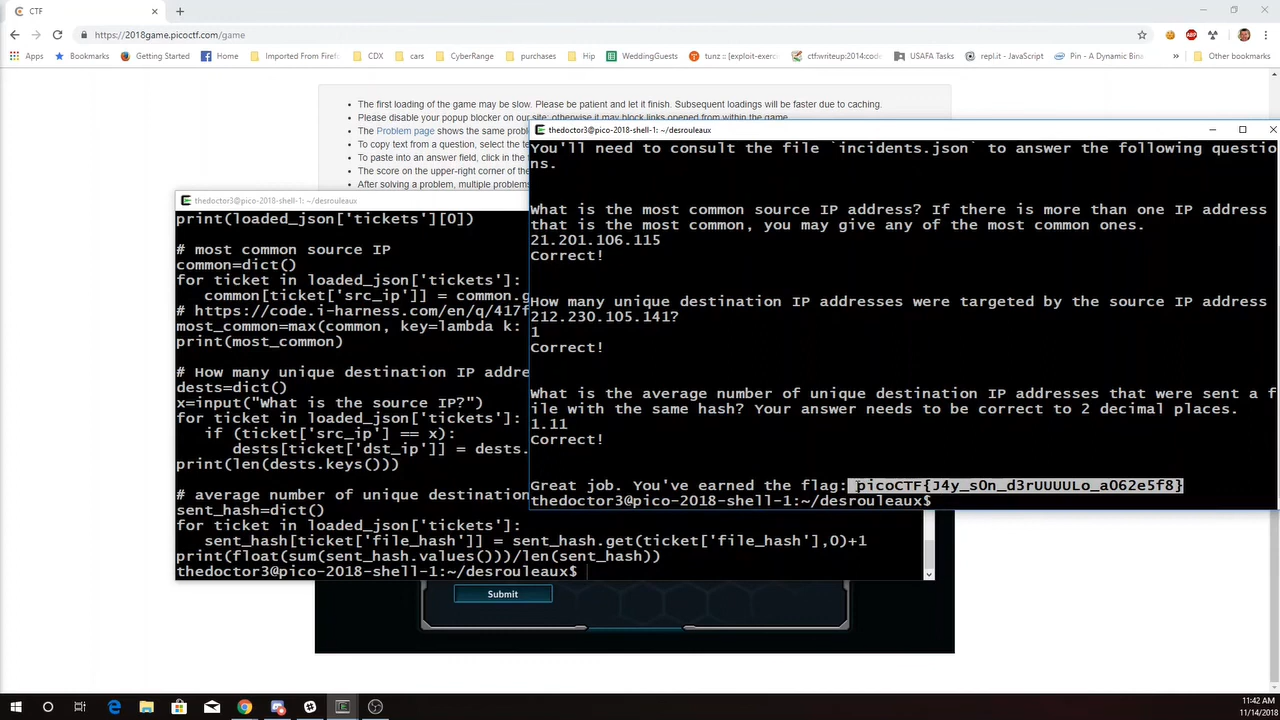 CTF
https://2018game.picoctf.com/game
Apps
Bookmarks
Getting Started
Imported From Firef
CDX
cars
CyberRange
purchases
Hip
WeddingGuests
tunz ~ [exploit-exerc
ctf:writeup:2014:code
USAFA Tasks
repl.it - JavaScript
Pin - A Dynamic Bina
»
Other bookmarks
Home
• The first loading of the game may be slow. Please be patient and let it finish. Subsequent loadings will be faster due to caching.
• Please disable your popup blocker on our site; otherwise it may block links opened from within the game.
• The Problem page shows the same probl
• To copy text from a question, select the te
• To paste into an answer field, click in the
• The score on the upper-right corner of the
• After solving a problem, multiple problems
thedoctor3@pico-2018-shell-1: ~/desrouleaux
print(loaded_json['tickets'][0])
# most common source IP
common=dict()
for ticket in loaded_json['tickets']:
common[ticket['src_ip']] = common.g
# https://code.i-harness.com/en/q/417f
most_common=max(common, key=lambda k:
print(most_common)
# How many unique destination IP addre
dests=dict()
x=input("What is the source IP?")
for ticket in loaded_json['tickets']:
if (ticket['src_ip'] == x):
dests[ticket['dst_ip']] = dests.
print(len(dests.keys()))
# average number of unique destination
sent_hash=dict()
for ticket in loaded_json['tickets']:
sent_hash[ticket['file_hash']] = sent_hash.get(ticket['file_hash'],0)+1
print(float(sum(sent_hash.values()))/len(sent_hash))
thedoctor3@pico-2018-shell-1:~/desrouleaux$
thedoctor3@pico-2018-shell-1: ~/desrouleaux
You'll need to consult the file `incidents.json` to answer the following questio
ns.
What is the most common source IP address? If there is more than one IP address
that is the most common, you may give any of the most common ones.
21.201.106.115
Correct!
How many unique destination IP addresses were targeted by the source IP address
212.230.105.141?
1
Correct!
What is the average number of unique destination IP addresses that were sent a f
ile with the same hash? Your answer needs to be correct to 2 decimal places.
1.11
Correct!
Great job. You've earned the flag: picoCTF{J4y_s0n_d3rUUUULo_a062e5f8}
thedoctor3@pico-2018-shell-1:~/desrouleaux$
Submit
11:42 AM
11/14/2018